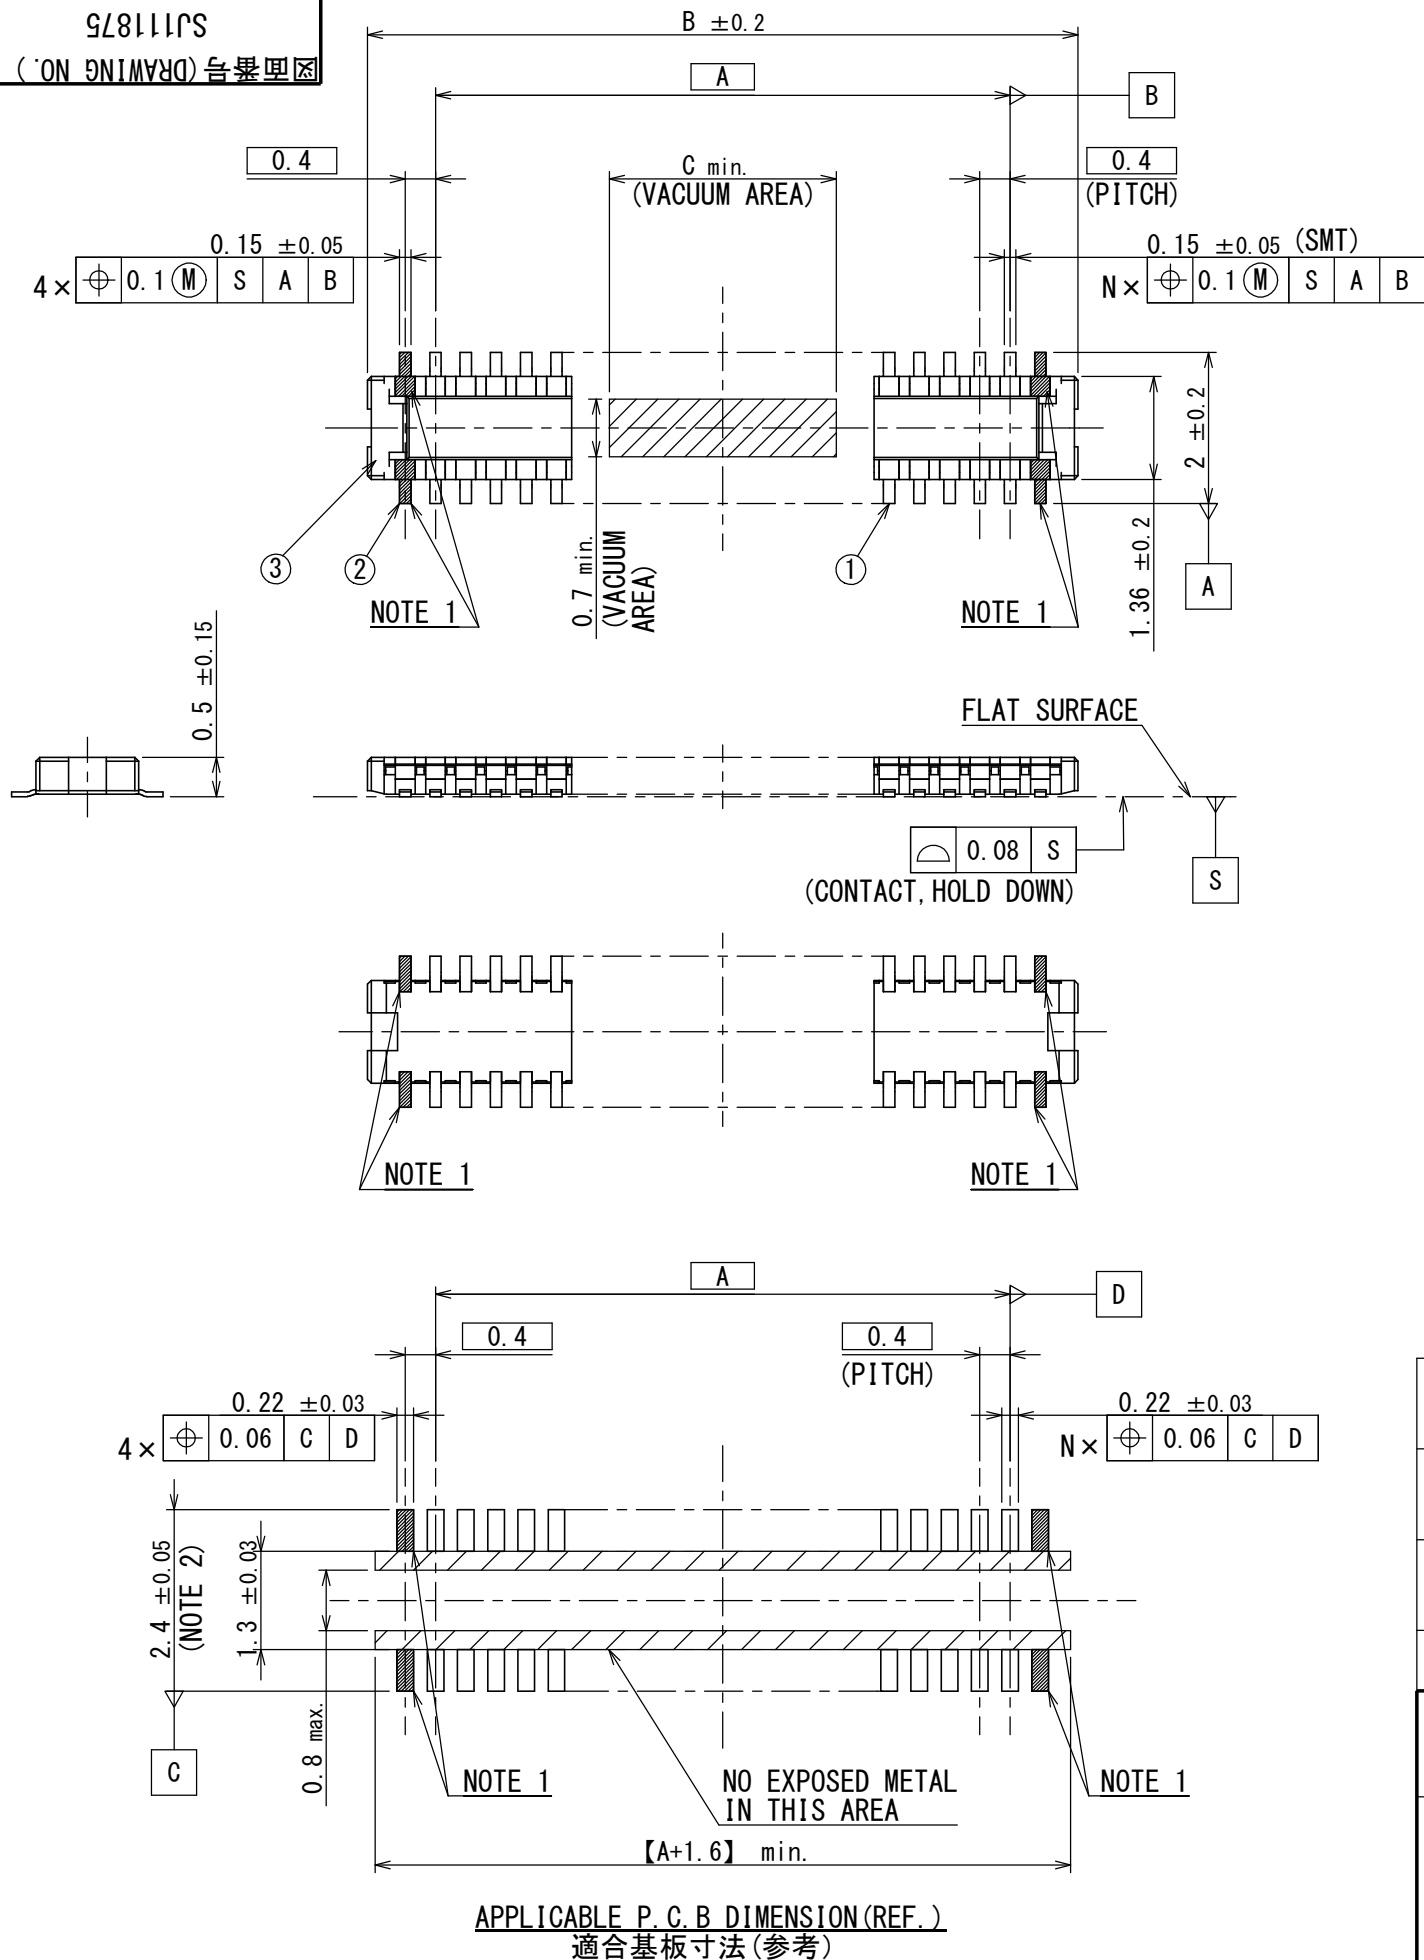 図面番号(DRAWING NO.)
SJ111875
B ±0.2
A
B
0.4
C min.
(VACUUM AREA)
0.4
(PITCH)
0.15 ±0.05
4× ⌖ 0.1 Ⓜ S A B
0.15 ±0.05 (SMT)
N× ⌖ 0.1 Ⓜ S A B
2 ±0.2
1.36 ±0.2
A
③
②
①
0.7 min.
(VACUUM
AREA)
NOTE 1
NOTE 1
0.5 ±0.15
FLAT SURFACE
⌓ 0.08 S
(CONTACT,HOLD DOWN)
S
NOTE 1
NOTE 1
A
D
0.4
0.4
(PITCH)
0.22 ±0.03
4× ⌖ 0.06 C D
0.22 ±0.03
N× ⌖ 0.06 C D
2.4 ±0.05
(NOTE 2)
1.3 ±0.03
0.8 max.
C
NOTE 1
NO EXPOSED METAL
IN THIS AREA
NOTE 1
【A+1.6】 min.
APPLICABLE P.C.B DIMENSION(REF.)
適合基板寸法(参考)